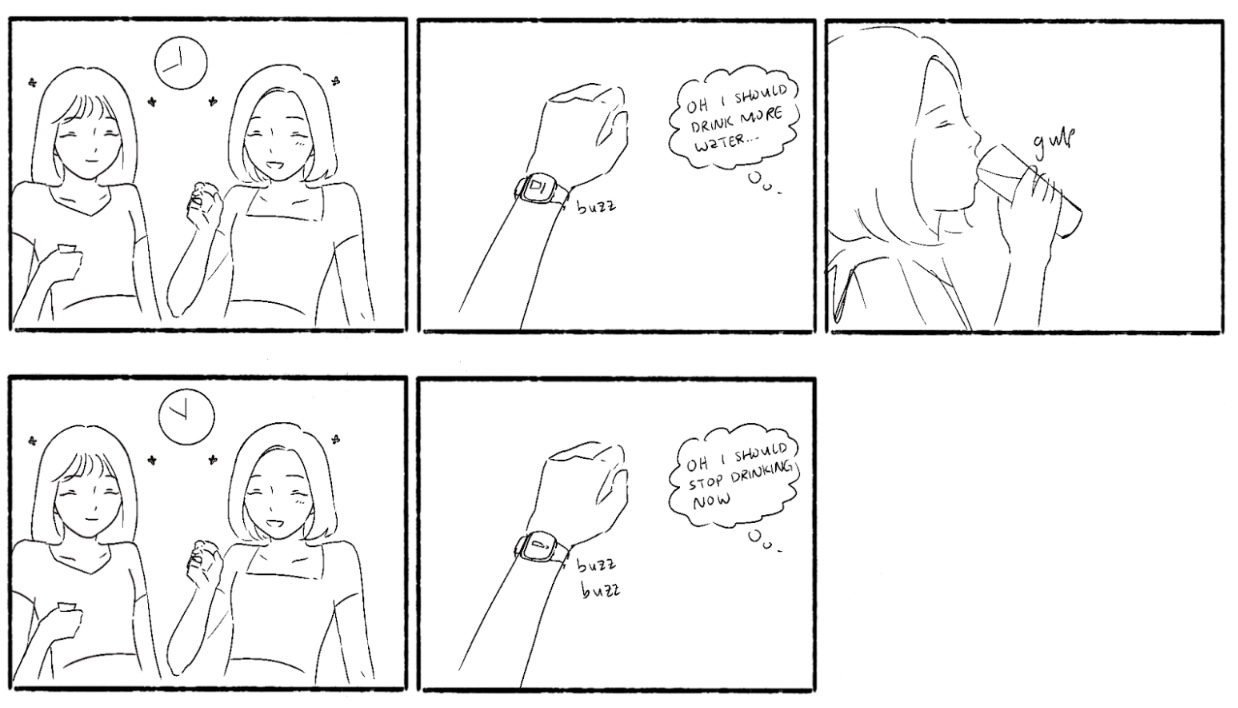 OH I SHOULD
DRINK MORE
WATER...
buzz
gulp
OH I SHOULD
STOP DRINKING
NOW
buzz
buzz